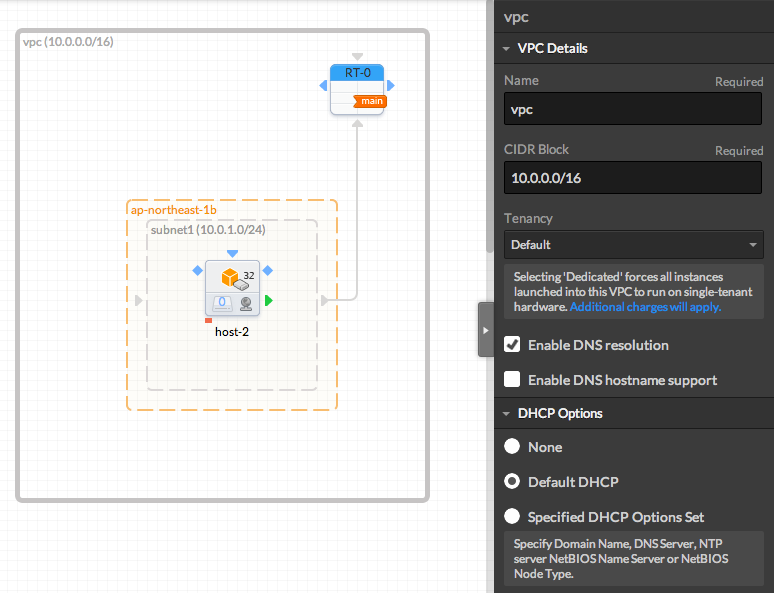 vpc (10.0.0.0/16)
RT-0
main
ap-northeast-1b
subnet1 (10.0.1.0/24)
32
0
host-2
vpc
VPC Details
Name Required
vpc
CIDR Block Required
10.0.0.0/16
Tenancy
Default
Selecting 'Dedicated' forces all instances
launched into this VPC to run on single-tenant
hardware. Additional charges will apply.
Enable DNS resolution
Enable DNS hostname support
DHCP Options
None
Default DHCP
Specified DHCP Options Set
Specify Domain Name, DNS Server, NTP
server NetBIOS Name Server or NetBIOS
Node Type.